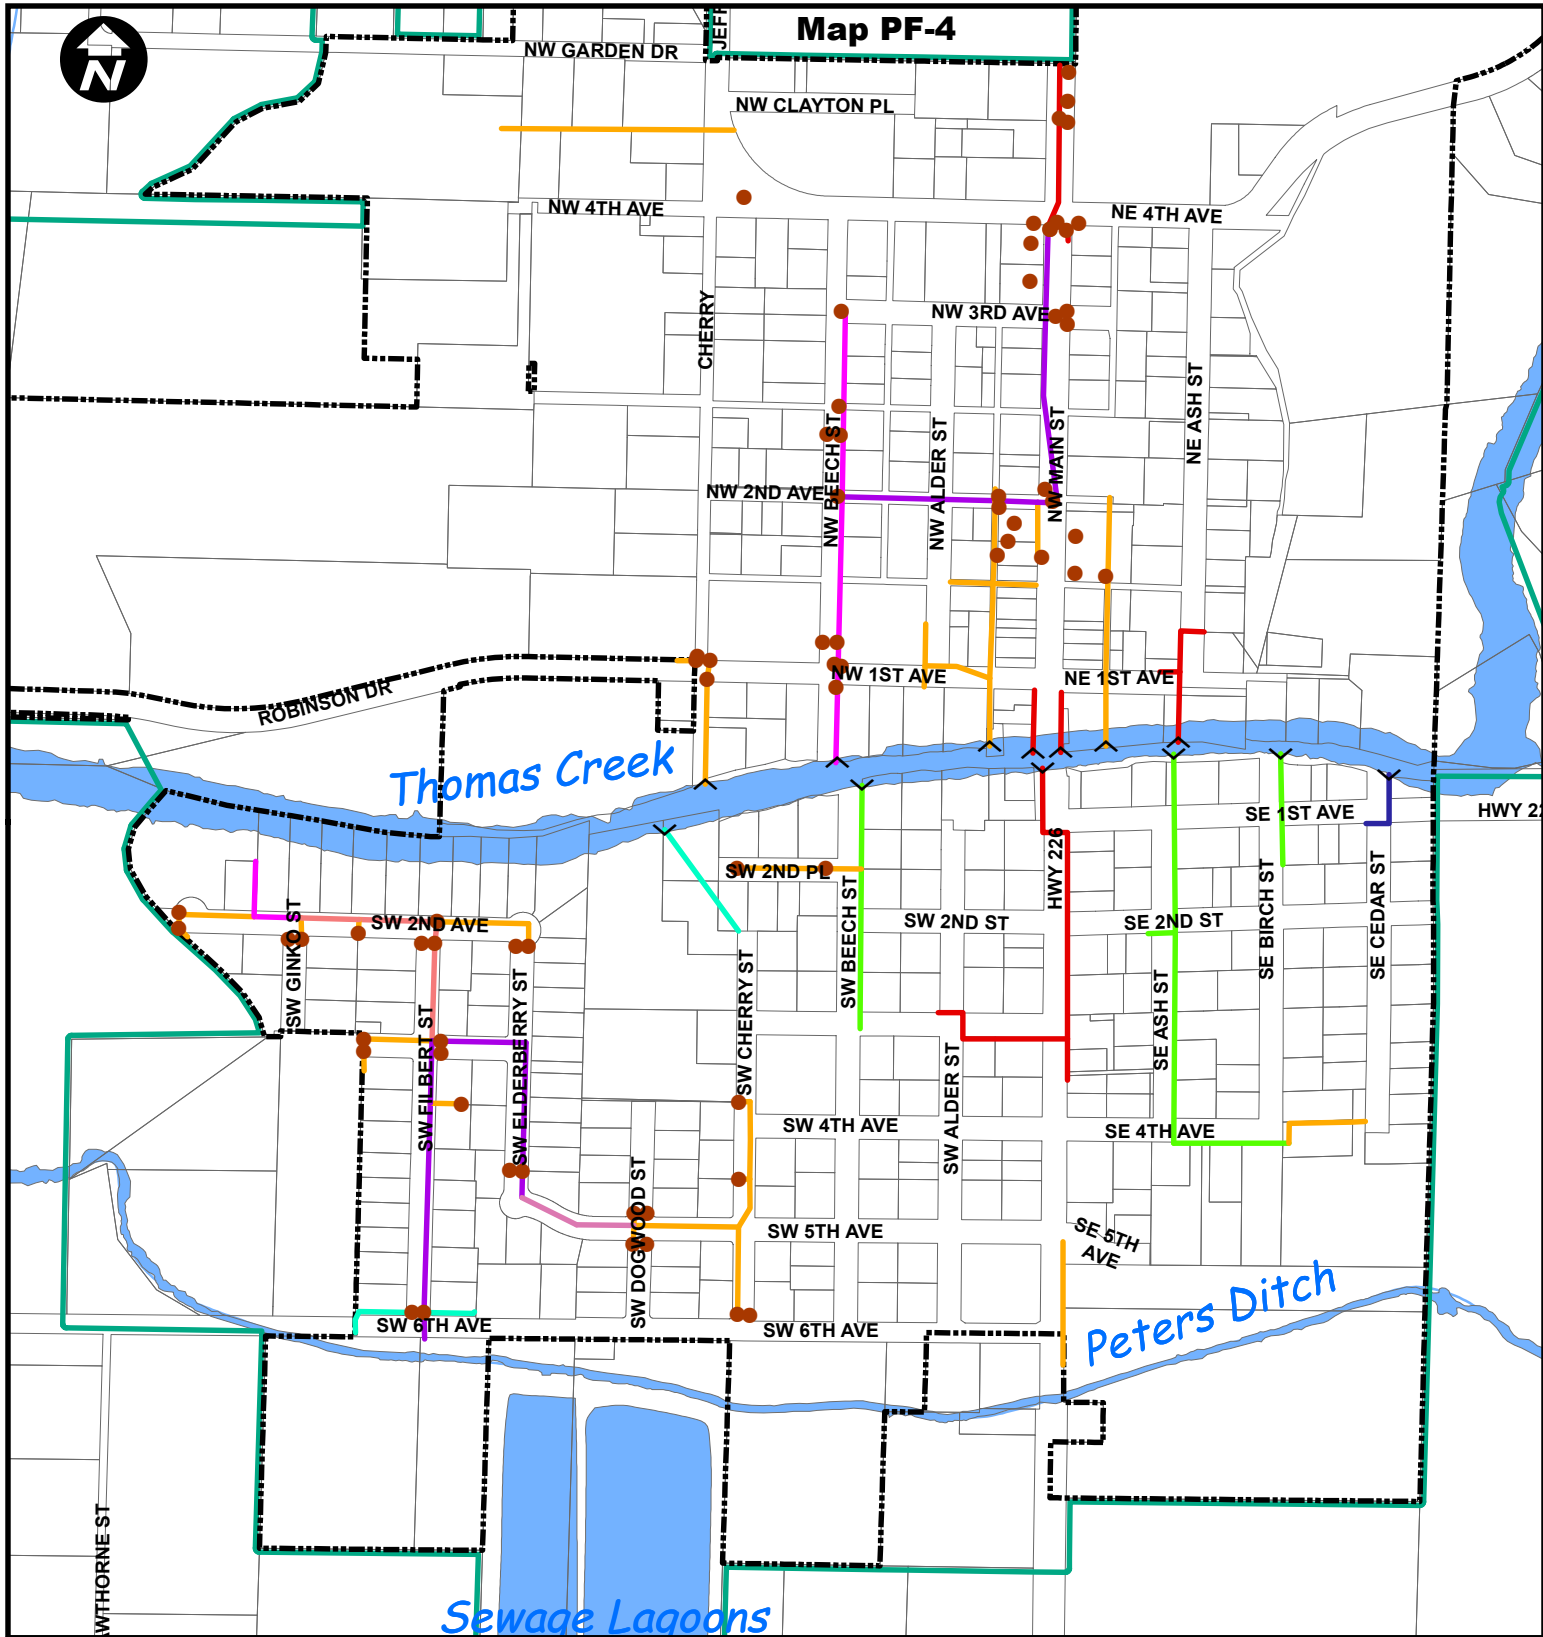 Map PF-4
N
NW GARDEN DR
NW CLAYTON PL
NW 4TH AVE
NE 4TH AVE
CHERRY
NW 3RD AVE
NE ASH ST
NW BEECH ST
NW ALDER ST
NW MAIN ST
NW 2ND AVE
NW 1ST AVE
NE 1ST AVE
ROBINSON DR
Thomas Creek
SE 1ST AVE
HWY 226
SW 2ND PL
SW BEECH ST
SW 2ND ST
SE 2ND ST
SE BIRCH ST
SE CEDAR ST
SW 2ND AVE
SW GINKO ST
SW FILBERT ST
SW ELDERBERRY ST
SW CHERRY ST
SW ALDER ST
SE ASH ST
SW 4TH AVE
SE 4TH AVE
SW DOGWOOD ST
SW 5TH AVE
SE 5TH
AVE
Peters Ditch
SW 6TH AVE
SW 6TH AVE
WTHORNE ST
Sewage Lagoons